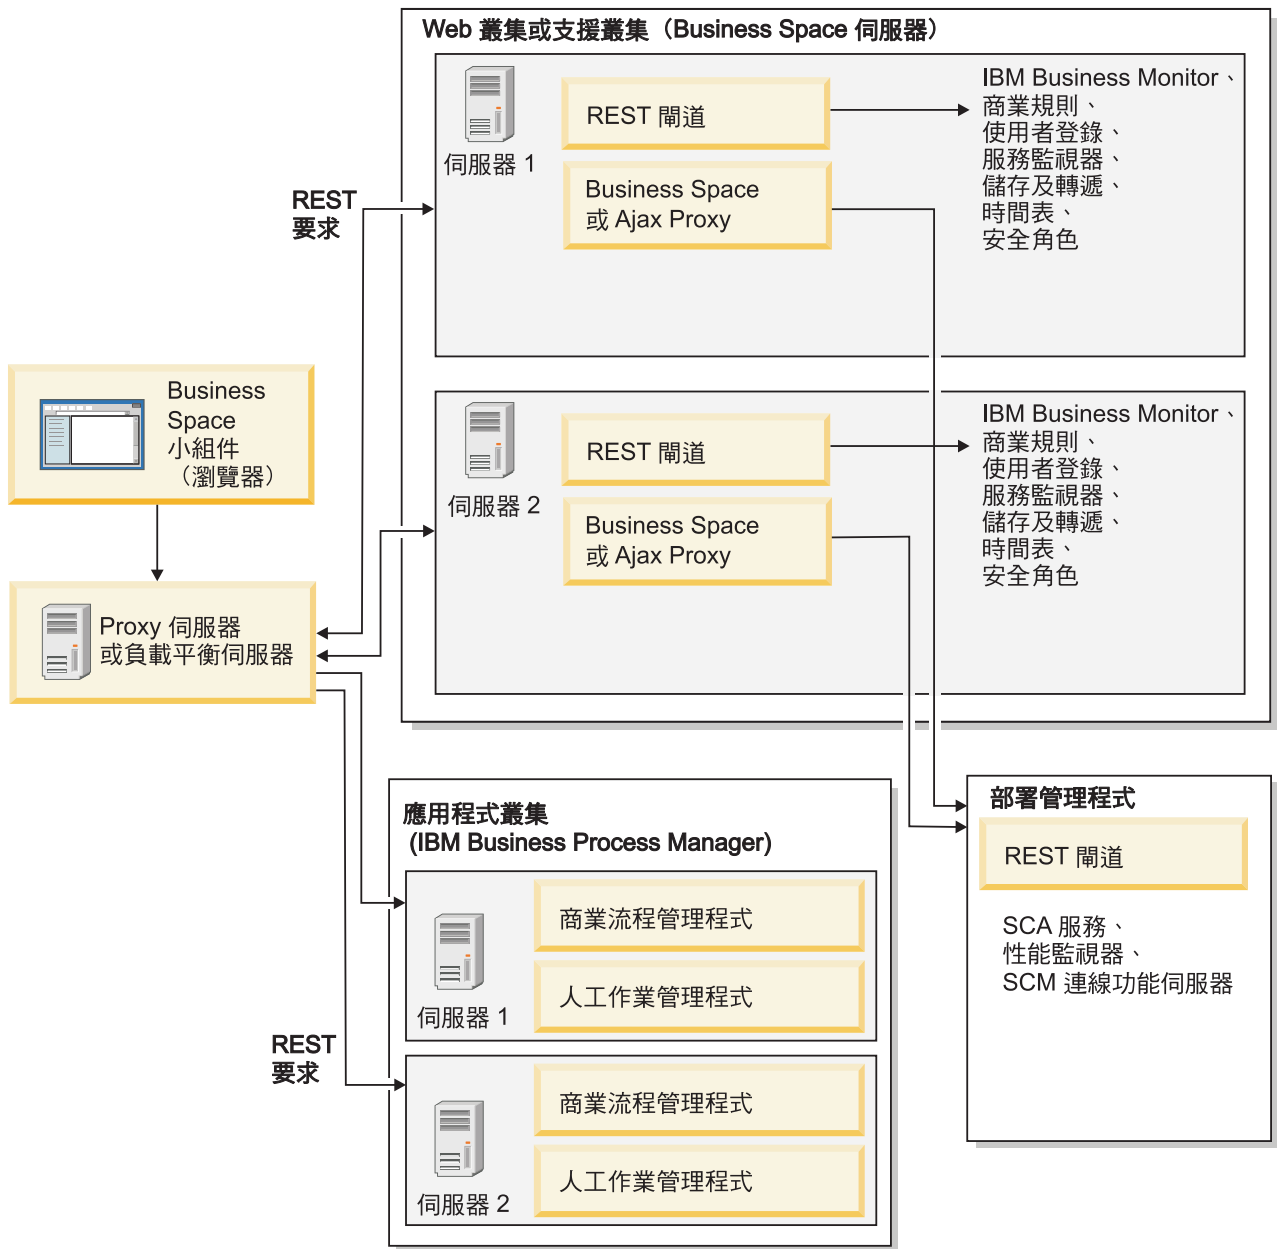 Web 叢集或支援叢集（Business Space 伺服器）
伺服器 1
REST 閘道
Business Space
或 Ajax Proxy
IBM Business Monitor、
商業規則、
使用者登錄、
服務監視器、
儲存及轉遞、
時間表、
安全角色
REST
要求
伺服器 2
REST 閘道
Business Space
或 Ajax Proxy
IBM Business Monitor、
商業規則、
使用者登錄、
服務監視器、
儲存及轉遞、
時間表、
安全角色
Business
Space
小組件
（瀏覽器）
Proxy 伺服器
或負載平衡伺服器
應用程式叢集
(IBM Business Process Manager)
伺服器 1
商業流程管理程式
人工作業管理程式
REST
要求
伺服器 2
商業流程管理程式
人工作業管理程式
部署管理程式
REST 閘道
SCA 服務、
性能監視器、
SCM 連線功能伺服器